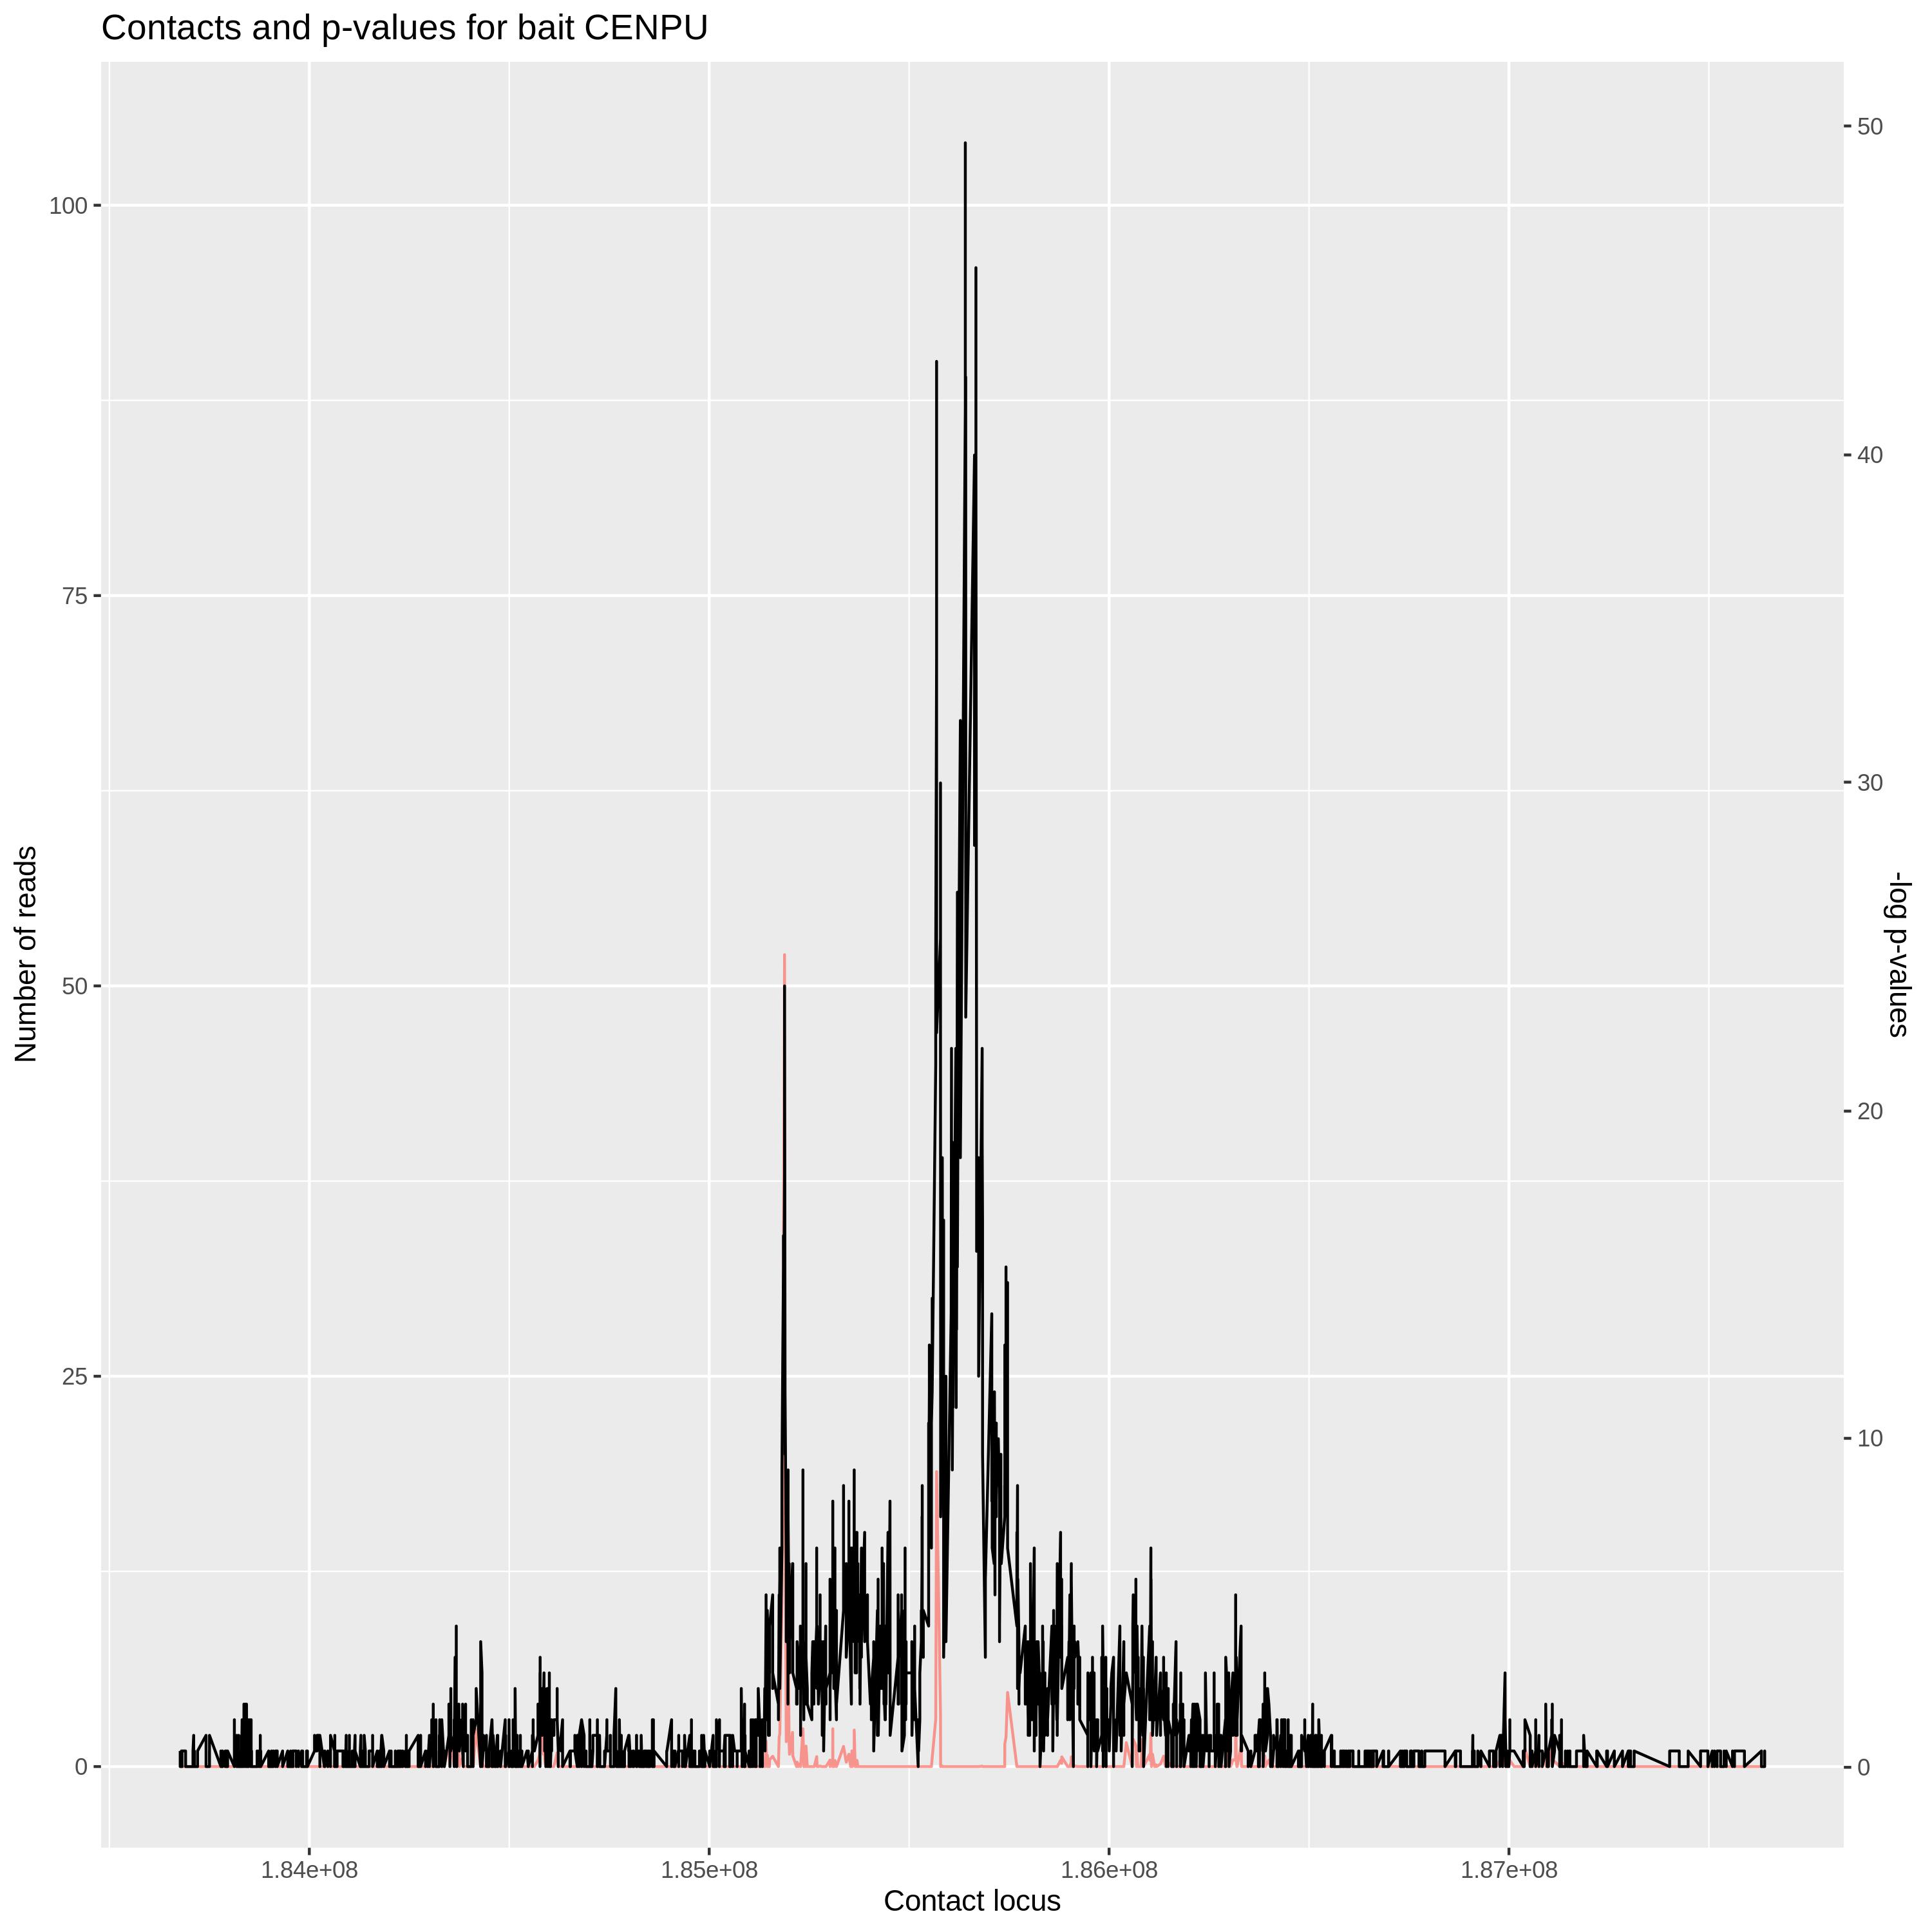 Contacts and p-values for bait CENPU
Number of reads
100
75
50
25
0
50
40
30
20
10
0
-log p-values
1.84e+08 1.85e+08 1.86e+08 1.87e+08
Contact locus